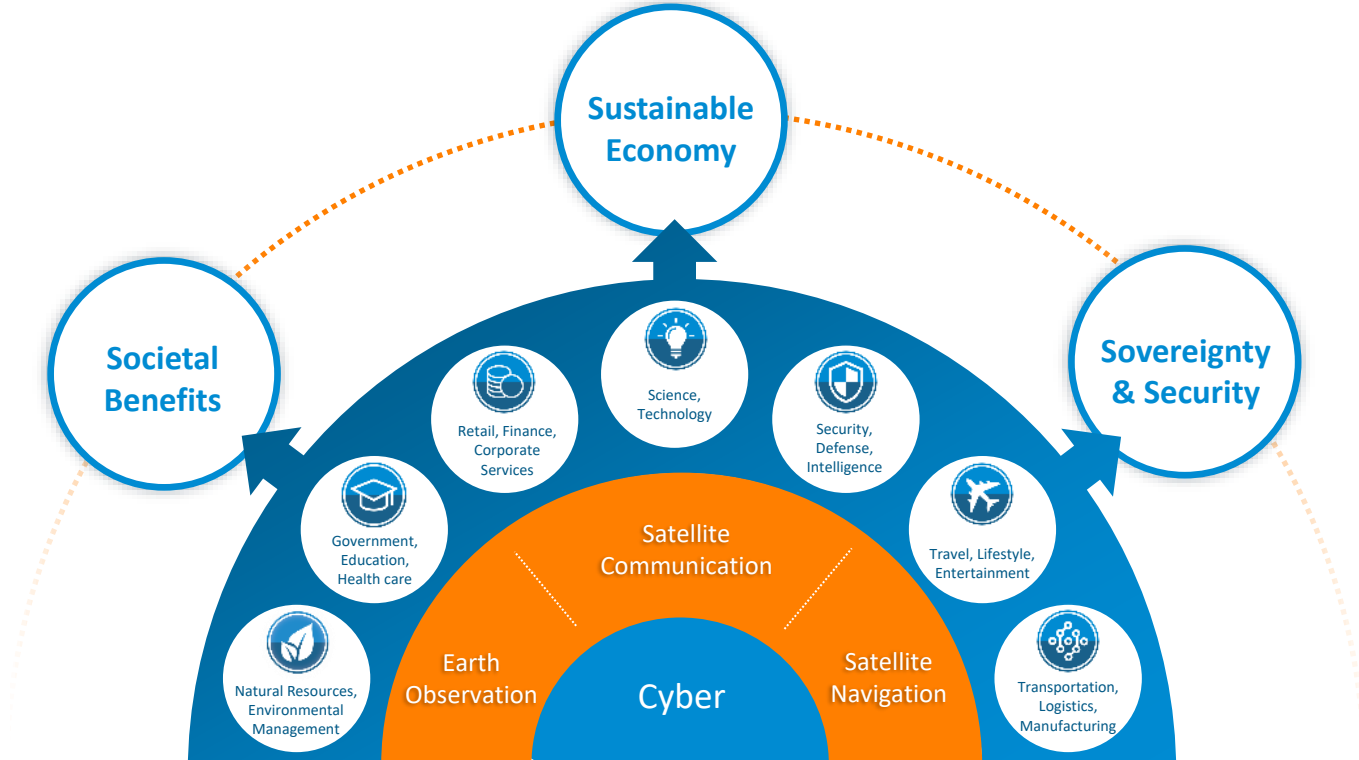 Sustainable
Economy
Societal
Benefits
Sovereignty
& Security
Science,
Technology
Retail, Finance,
Corporate
Services
Security,
Defense,
Intelligence
Government,
Education,
Health care
Travel, Lifestyle,
Entertainment
Natural Resources,
Environmental
Management
Transportation,
Logistics,
Manufacturing
Satellite
Communication
Earth
Observation
Satellite
Navigation
Cyber